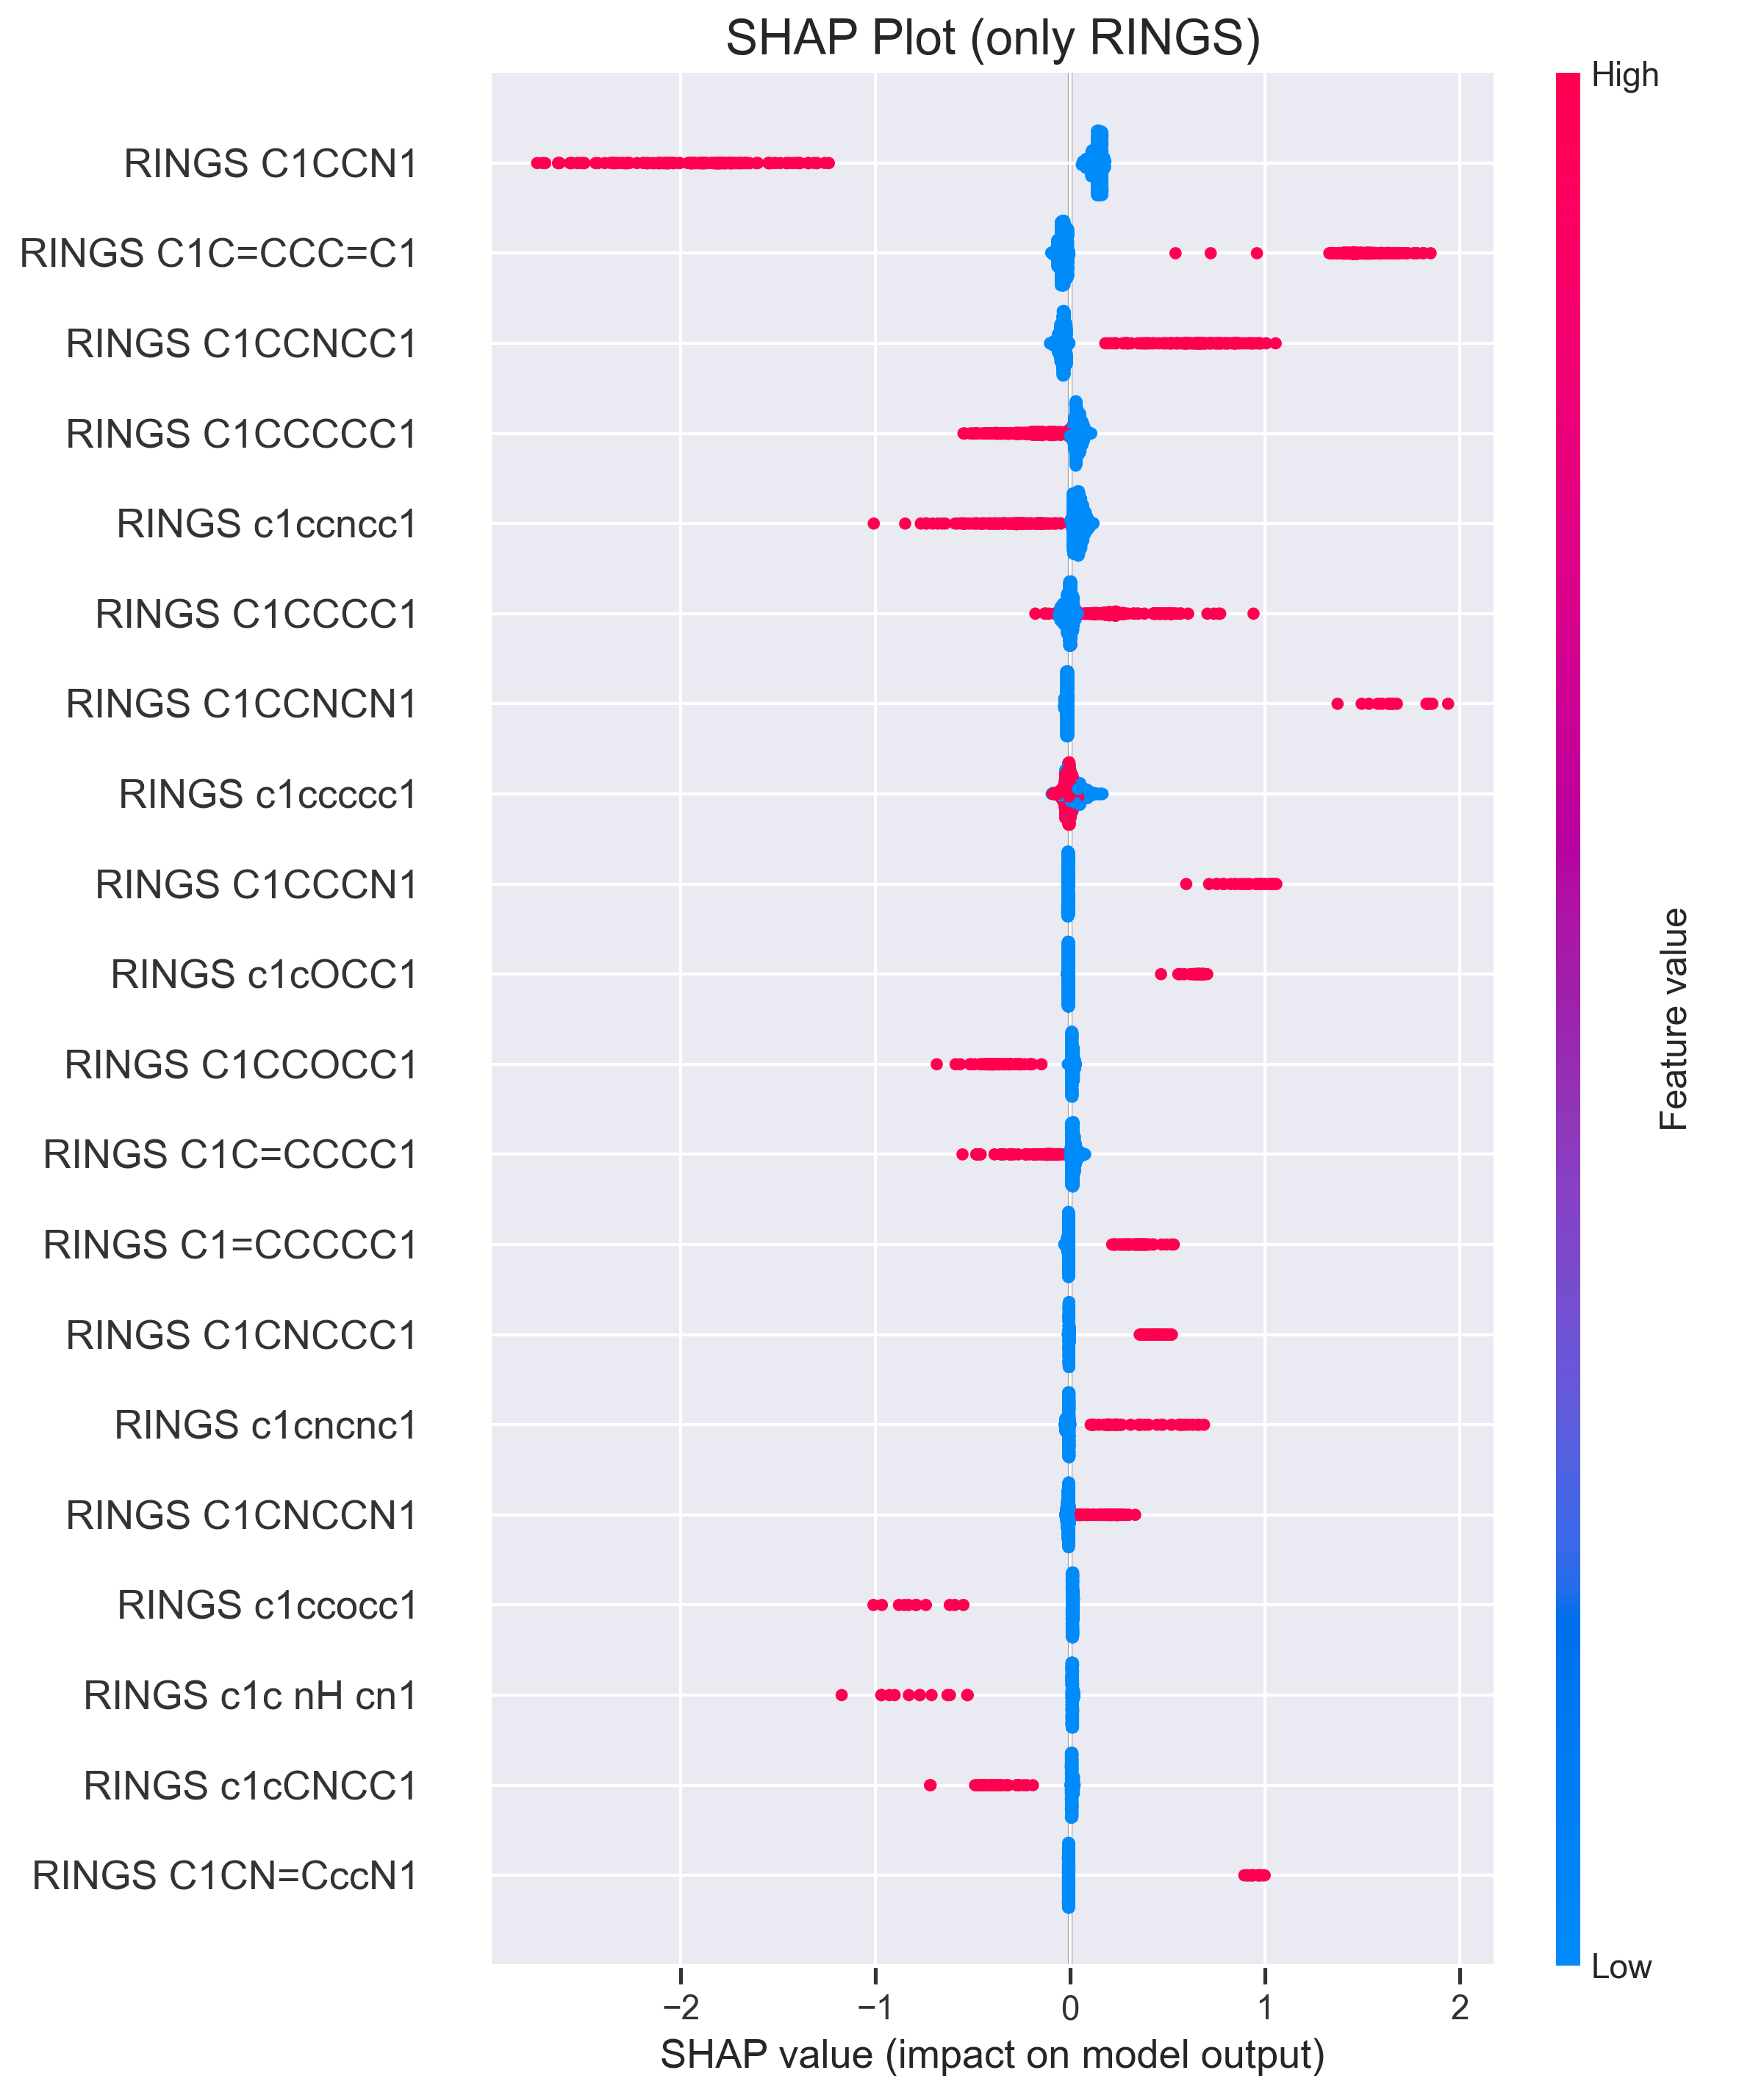 SHAP Plot (only RINGS)
High
RINGS C1CCN1
RINGS C1C=CCC=C1
RINGS C1CCNCC1
RINGS C1CCCCC1
RINGS c1ccncc1
RINGS C1CCCC1
RINGS C1CCNCN1
RINGS c1ccccc1
RINGS C1CCCN1
RINGS c1cOCC1
RINGS C1CCOCC1
RINGS C1C=CCCC1
RINGS C1=CCCCC1
RINGS C1CNCCC1
RINGS c1cncnc1
RINGS C1CNCCN1
RINGS c1ccocc1
RINGS c1c nH cn1
RINGS c1cCNCC1
RINGS C1CN=CccN1
Feature value
Low
−2 −1 0 1 2
SHAP value (impact on model output)